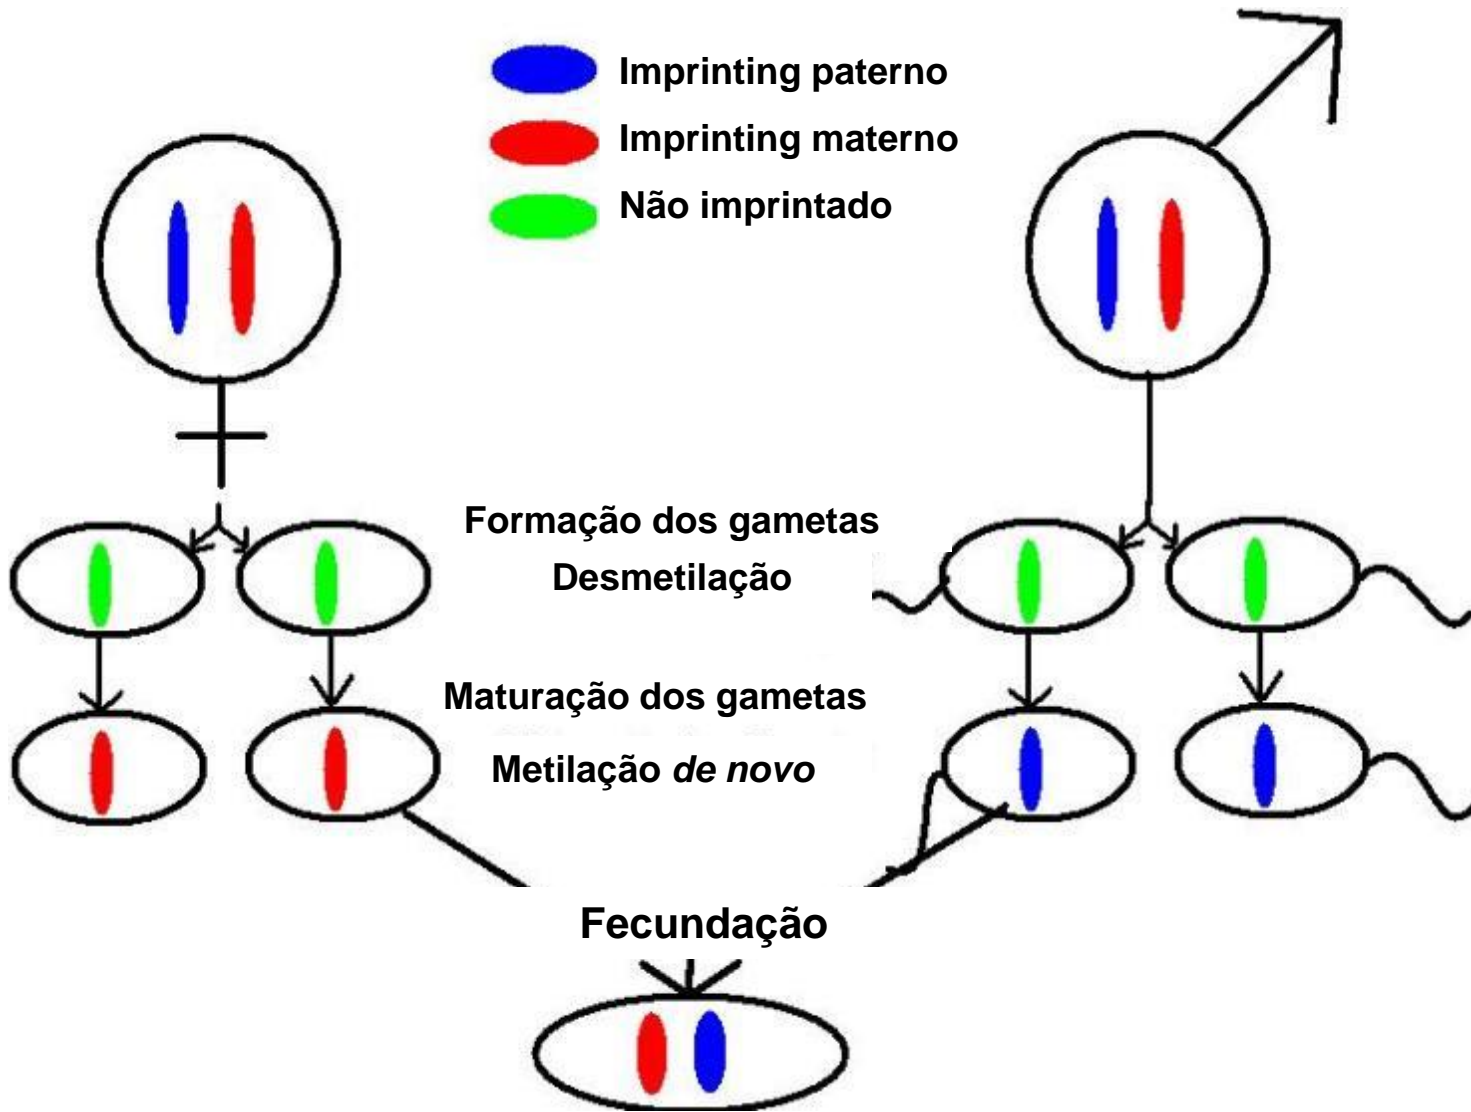 Imprinting paterno
Imprinting materno
Não imprintado
Formação dos gametas
Desmetilação
Maturação dos gametas
Metilação de novo
Fecundação